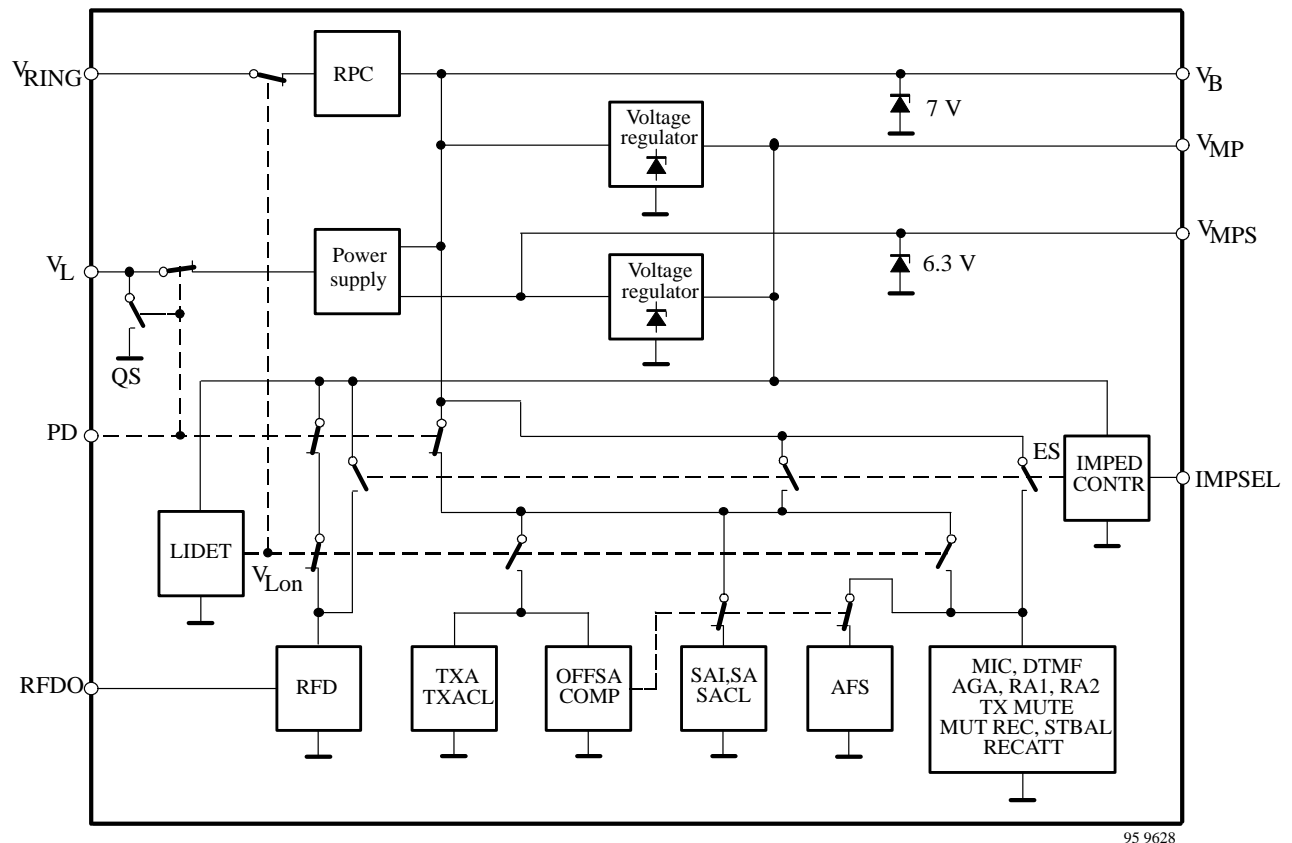 VRING
RPC
VB
7 V
Voltage
regulator
VMP
VMPS
VL
Power
supply
Voltage
regulator
6.3 V
QS
PD
ES
IMPED
CONTR
IMPSEL
LIDET
VLon
RFDO
RFD
TXA
TXACL
OFFSA
COMP
SAI,SA
SACL
AFS
MIC, DTMF
AGA, RA1, RA2
TX MUTE
MUT REC, STBAL
RECATT
95 9628